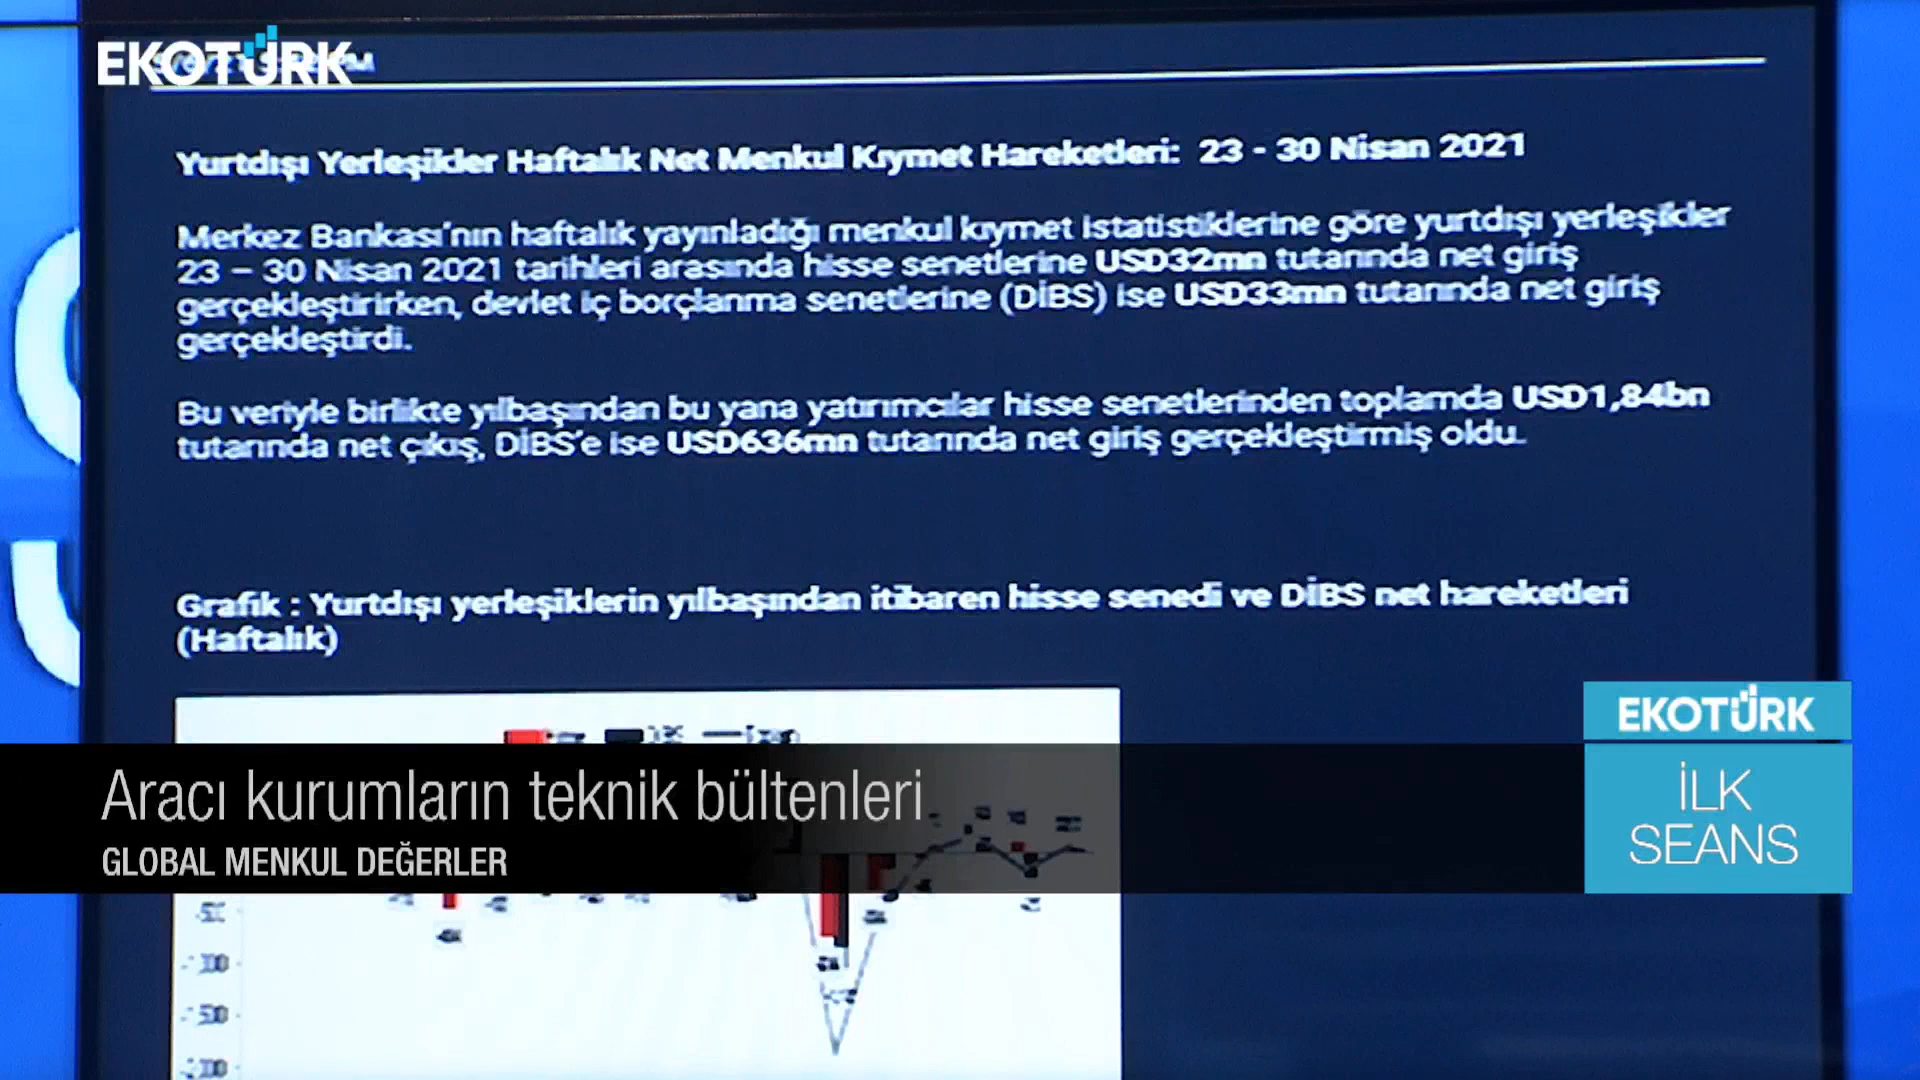 EKOTÜRK
Yurtdışı Yerleşikler Haftalık Net Menkul Kıymet Hareketleri: 23 - 30 Nisan 2021
Merkez Bankası'nın haftalık yayınladığı menkul kıymet istatistiklerine göre yurtdışı yerleşikler
23 – 30 Nisan 2021 tarihleri arasında hisse senetlerine USD32mn tutarında net giriş
gerçekleştirirken, devlet iç borçlanma senetlerine (DİBS) ise USD33mn tutarında net giriş
gerçekleştirdi.
Bu veriyle birlikte yılbaşından bu yana yatırımcılar hisse senetlerinden toplamda USD1,84bn
tutarında net çıkış, DİBS'e ise USD636mn tutarında net giriş gerçekleştirmiş oldu.
Grafik : Yurtdışı yerleşiklerin yılbaşından itibaren hisse senedi ve DİBS net hareketleri
(Haftalık)
EKOTÜRK
İLK
SEANS
Aracı kurumların teknik bültenleri
GLOBAL MENKUL DEĞERLER